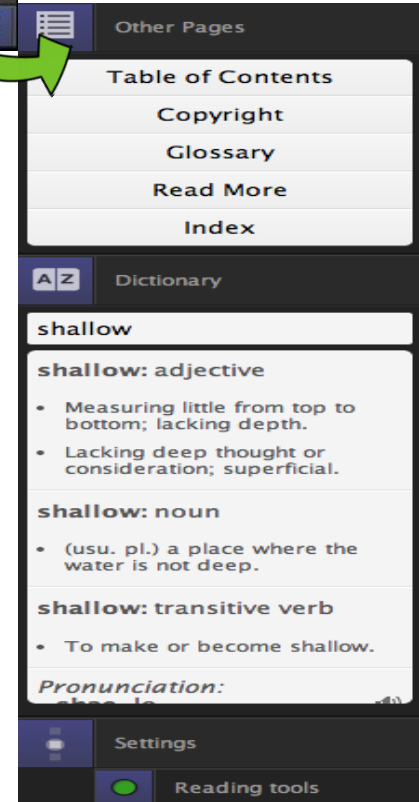 Other Pages
Table of Contents
Copyright
Glossary
Read More
Index
A Z Dictionary
shallow
shallow: adjective
• Measuring little from top to
bottom; lacking depth.
• Lacking deep thought or
consideration; superficial.
shallow: noun
• (usu. pl.) a place where the
water is not deep.
shallow: transitive verb
• To make or become shallow.
Pronunciation:
Settings
Reading tools